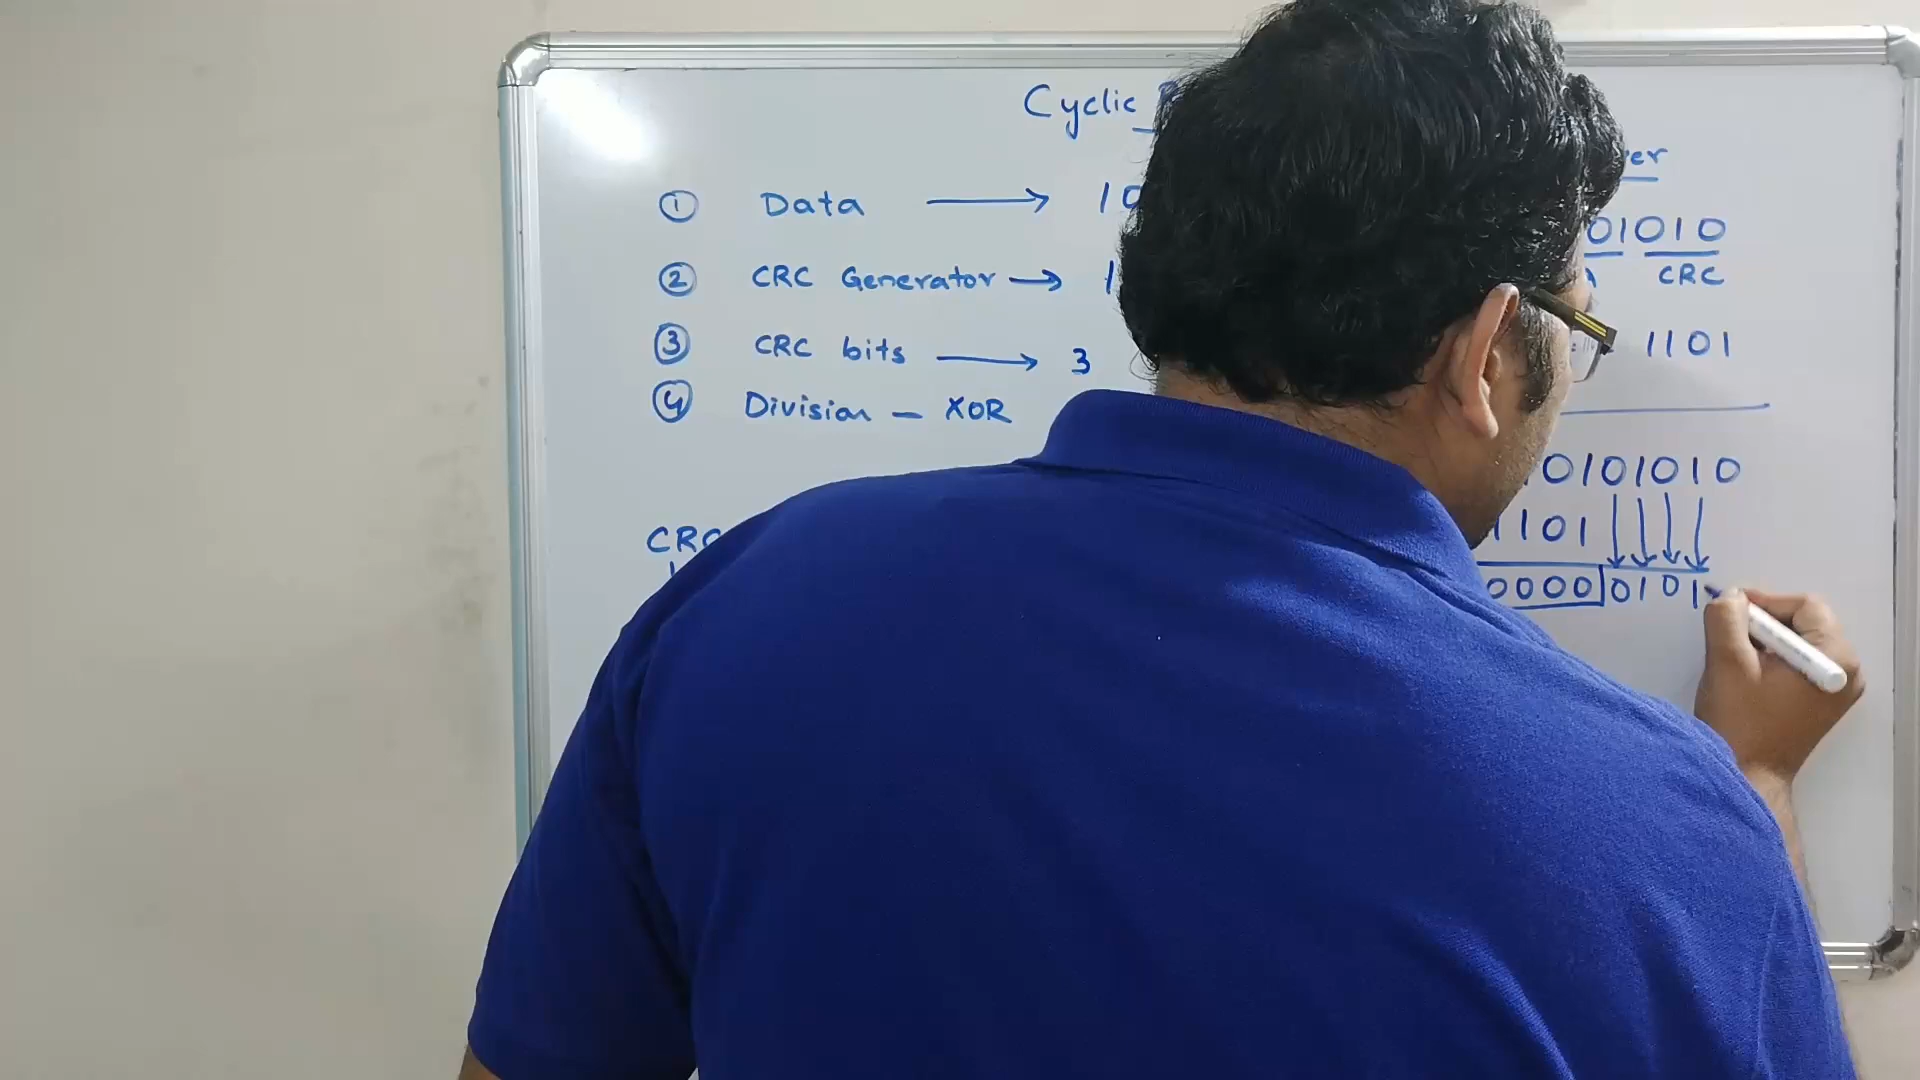 Cyclic
① Data ⟶ 10
② CRC Generator → 1
③ CRC bits ⟶ 3
④ Division - XOR
CRC
er
01010
CRC
1101
0101010
1101
0000 0101